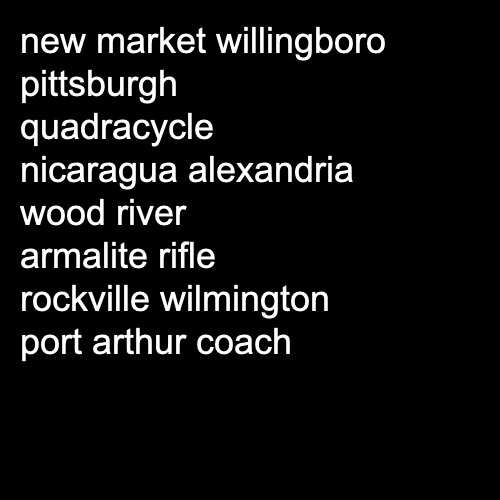 new market willingboro
pittsburgh
quadracycle
nicaragua alexandria
wood river
armalite rifle
rockville wilmington
port arthur coach